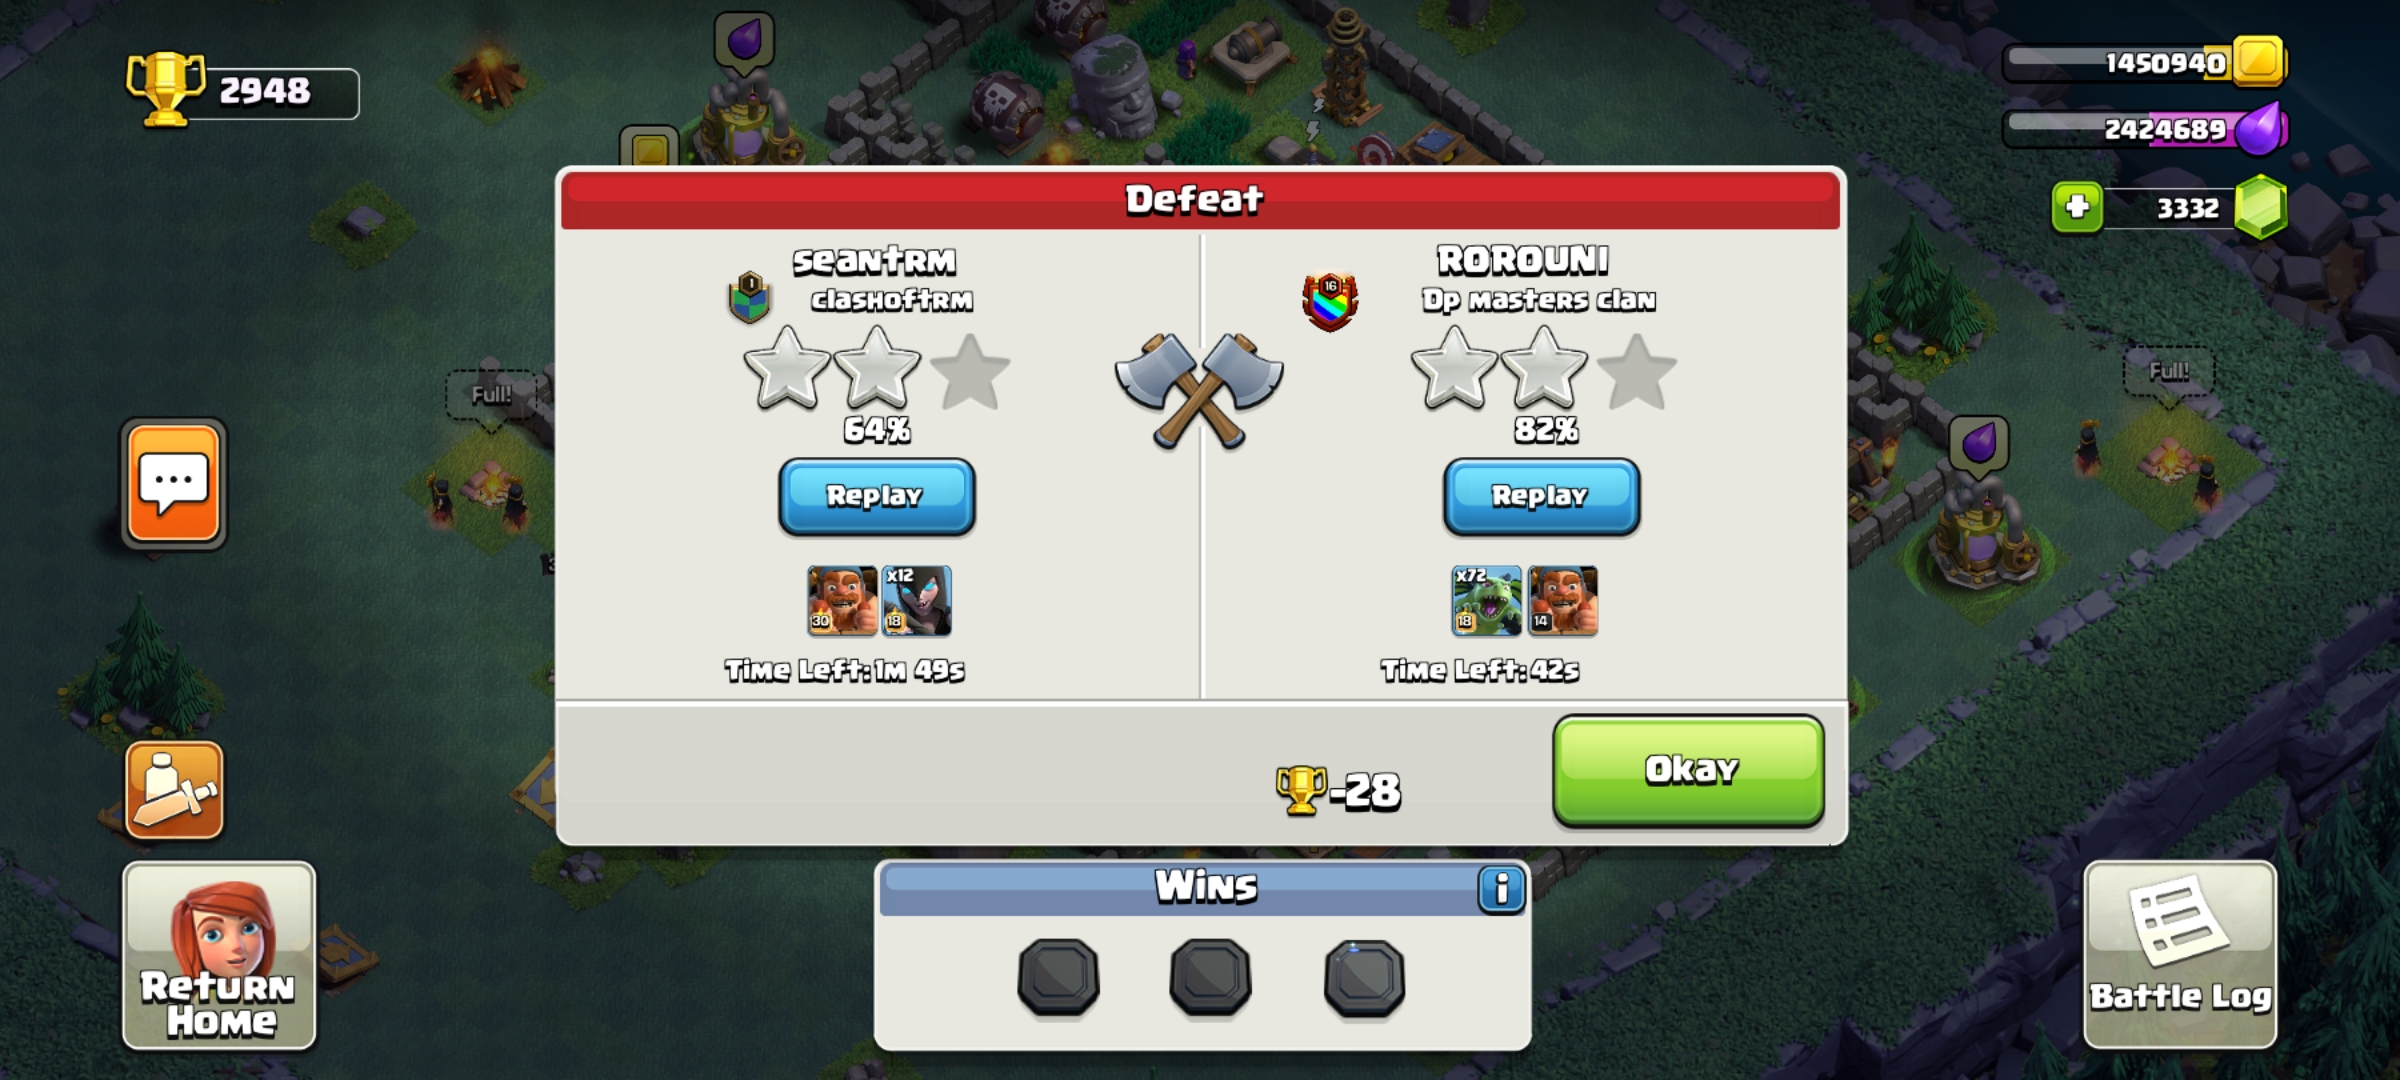 2948
1450940
2424689
3332
Defeat
seantrm
clashoftrm
1
64%
Replay
30
x12
18
Time Left:1m 49s
ROROUNI
Dp masters clan
16
82%
Replay
x72
18
14
Time Left:42s
-28
Okay
Full!
Full!
Wins
i
Return
Home
Battle Log